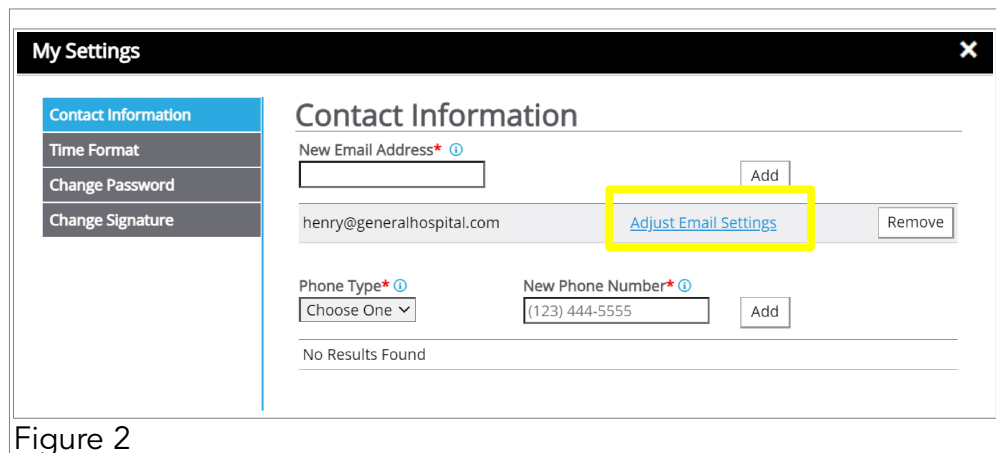 My Settings ×
Contact Information
Time Format
Change Password
Change Signature
Contact Information
New Email Address*
Add
henry@generalhospital.com Adjust Email Settings Remove
Phone Type* New Phone Number*
Choose One (123) 444-5555 Add
No Results Found
Figure 2